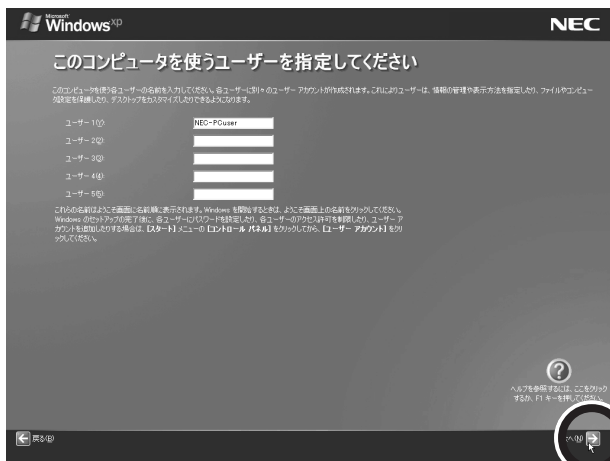 Microsoft
Windows xp
NEC
このコンピュータを使うユーザーを指定してください
このコンピュータを使う各ユーザーの名前を入力してください。各ユーザーに別々のユーザー アカウントが作成されます。これによりユーザーは、情報の管理や表示方法を指定したり、ファイルやコンピュー
タ設定を保護したり、デスクトップをカスタマイズしたりできるようになります。
ユーザー 1(Y):
NEC-PCuser
ユーザー 2(2):
ユーザー 3(3):
ユーザー 4(4):
ユーザー 5(5):
これらの名前はようこそ画面に名前順に表示されます。Windows を開始するときは、ようこそ画面上の名前をクリックしてください。
Windows のセットアップの完了後に、各ユーザーにパスワードを設定したり、各ユーザーのアクセス許可を制限したり、ユーザー ア
カウントを追加したりする場合は、[スタート] メニューの [コントロール パネル] をクリックしてから、[ユーザー アカウント] をクリ
ックしてください。
ヘルプを参照するには、ここをクリック
するか、F1 キーを押してください。
戻る(B)
へ(N)